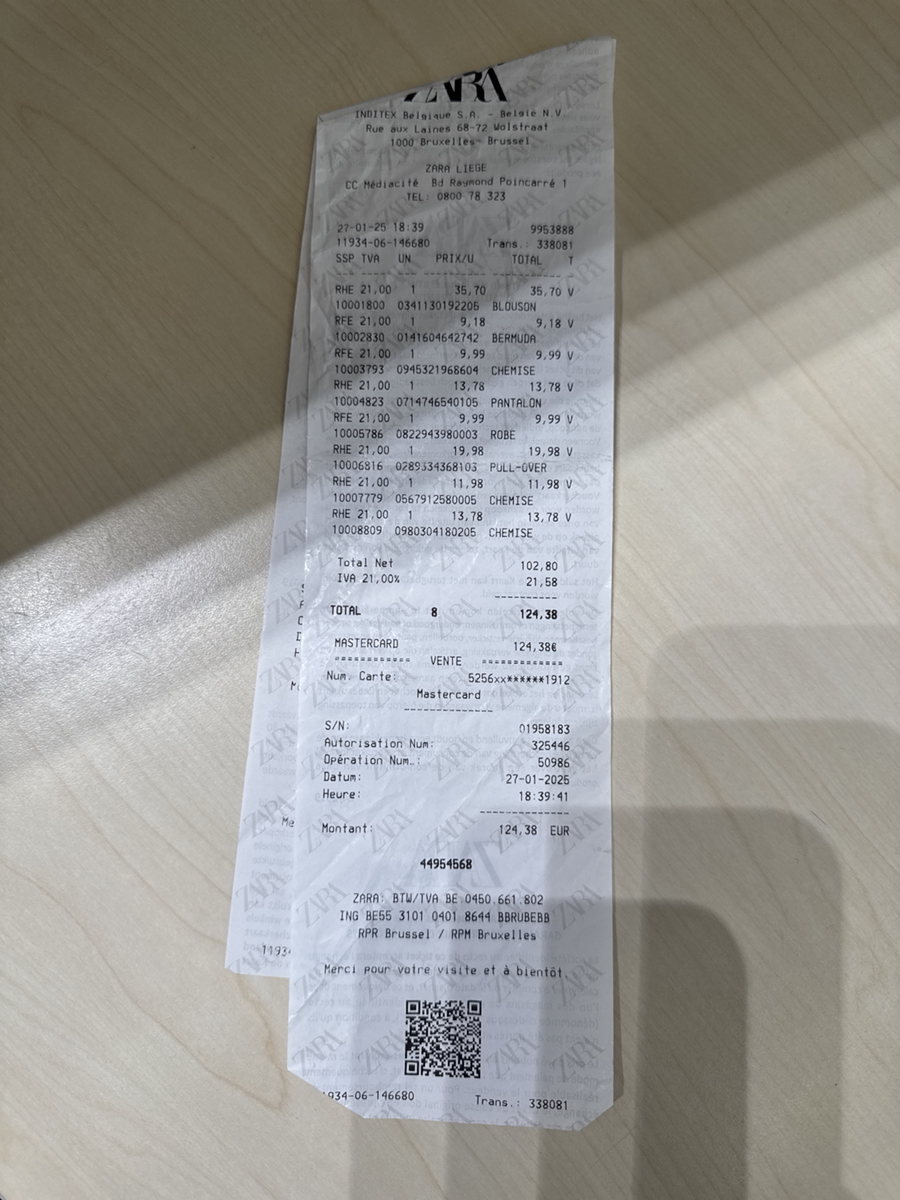 ZARA
INDITEX Belgique S.A. - België N.V.
Rue aux Laines 68-72 Wolstraat
1000 Bruxelles- Brussel
ZARA LIEGE
CC Médiacité Bd Raymond Poincarré 1
TEL: 0800 78 323
27-01-25 18:39 9953888
11934-06-146680 Trans.: 338081
SSP TVA UN PRIX/U TOTAL T
RHE 21,00 1 35,70 35,70 V
10001800 0341130192205 BLOUSON
RFE 21,00 1 9,18 9,18 V
10002830 0141604642742 BERMUDA
RFE 21,00 1 9,99 9,99 V
10003793 0945321968604 CHEMISE
RHE 21,00 1 13,78 13,78 V
10004823 0714746540105 PANTALON
RFE 21,00 1 9,99 9,99 V
10005786 0822943980003 ROBE
RHE 21,00 1 19,98 19,98 V
10006816 0289334368103 PULL-OVER
RHE 21,00 1 11,98 11,98 V
10007779 0567912580005 CHEMISE
RHE 21,00 1 13,78 13,78 V
10008809 0980304180205 CHEMISE
Total Net 102,80
IVA 21,00% 21,58
----------
TOTAL 8 124,38
MASTERCARD 124,38€
============ VENTE =============
Num. Carte: 5256xx******1912
Mastercard
-------------
S/N: 01958183
Autorisation Num: 325446
Opération Num.: 50986
Datum: 27-01-2025
Heure: 18:39:41
-------------
Montant: 124,38 EUR
44954568
ZARA: BTW/TVA BE.0450.661.802
ING BE55 3101 0401 8644 BBRUBEBB
RPR Brussel / RPM Bruxelles
Merci pour votre visite et à bientôt.
1934-06-146680 Trans.: 338081
1193